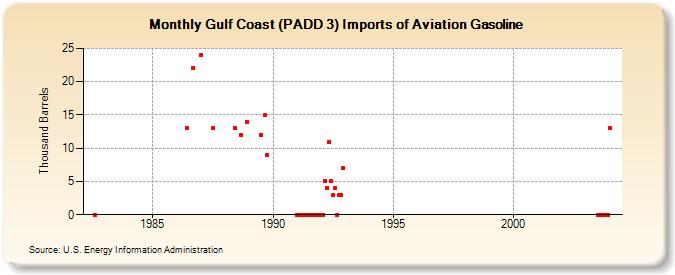 Monthly Gulf Coast (PADD 3) Imports of Aviation Gasoline
Thousand Barrels
25
20
15
10
5
0
1985 1990 1995 2000
Source: U.S. Energy Information Administration